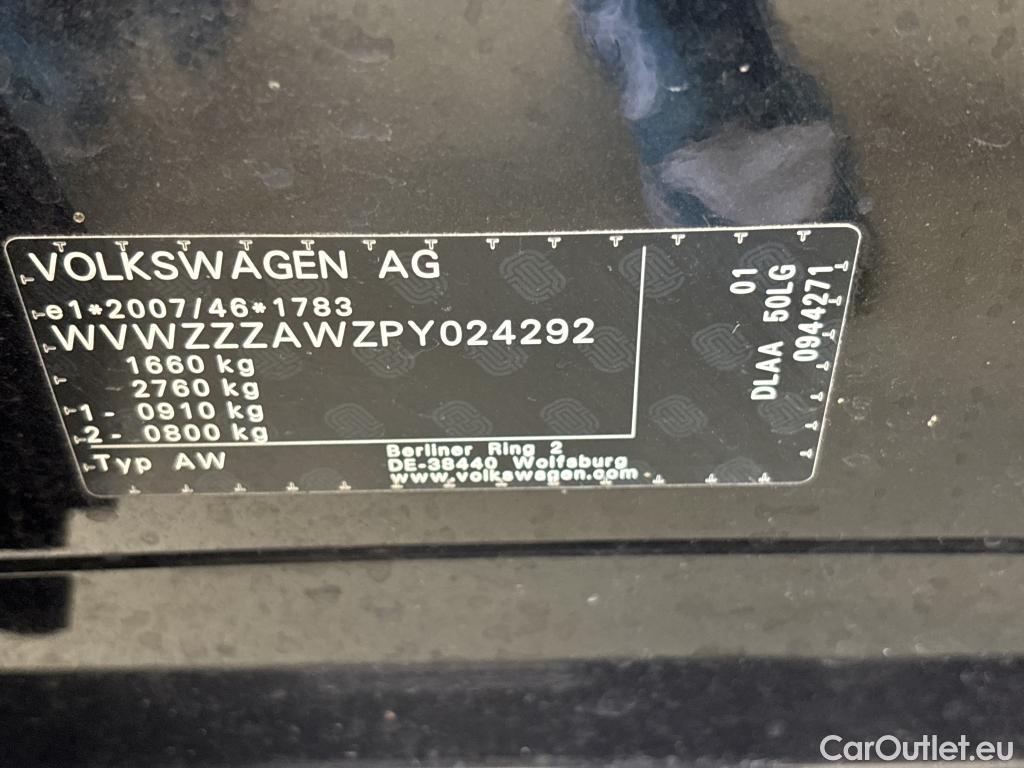 VOLKSWAGEN AG
e1*2007/46*1783
WVWZZZAWZPY024292
1660 kg
2760 kg
1- 0910 kg
2- 0800 kg
Typ AW
Berliner Ring 2
DE-38440 Wolfsburg
www.volkswagen.com
01
DLAA 50LG
0944271
CarOutlet.eu